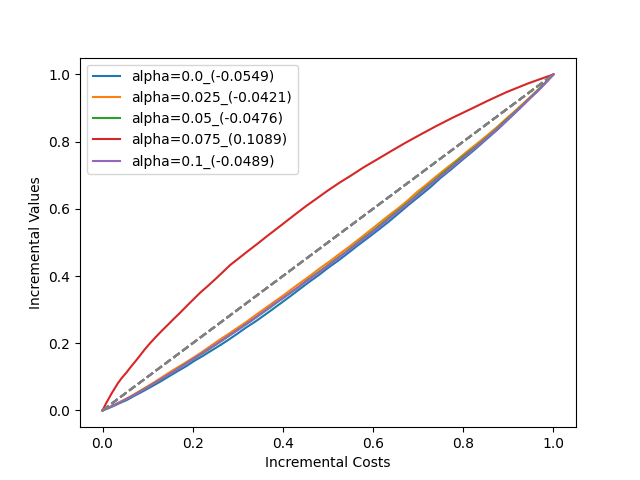 alpha=0.0_(-0.0549)
alpha=0.025_(-0.0421)
alpha=0.05_(-0.0476)
alpha=0.075_(0.1089)
alpha=0.1_(-0.0489)
1.0
0.8
0.6
0.4
0.2
0.0
Incremental Values
0.0 0.2 0.4 0.6 0.8 1.0
Incremental Costs